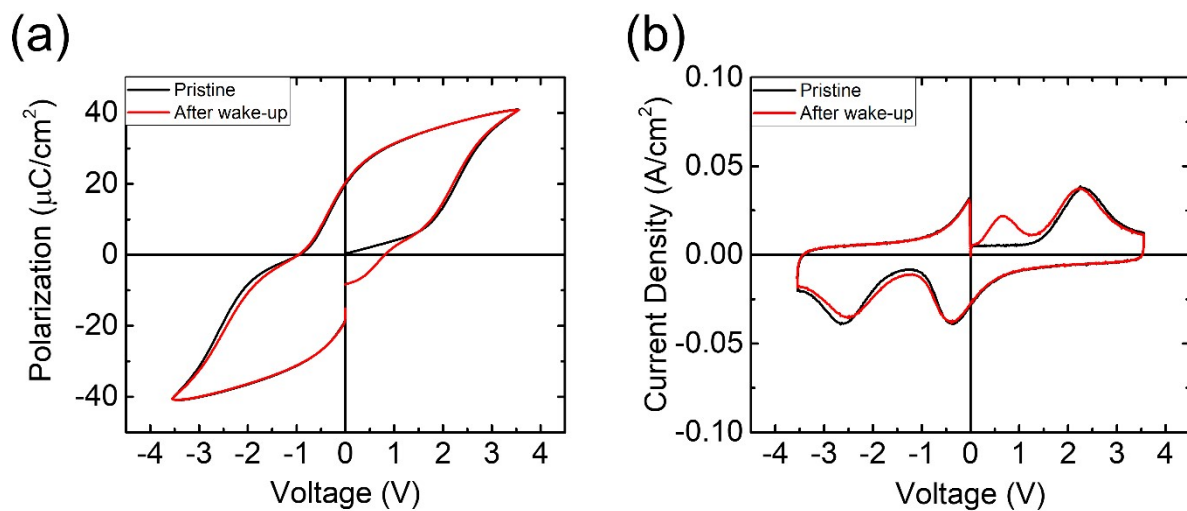 (a)
Pristine
After wake-up
Polarization (μC/cm²)
40
20
0
-20
-40
-4 -3 -2 -1 0 1 2 3 4
Voltage (V)
(b)
Pristine
After wake-up
Current Density (A/cm²)
0.10
0.05
0.00
-0.05
-0.10
-4 -3 -2 -1 0 1 2 3 4
Voltage (V)